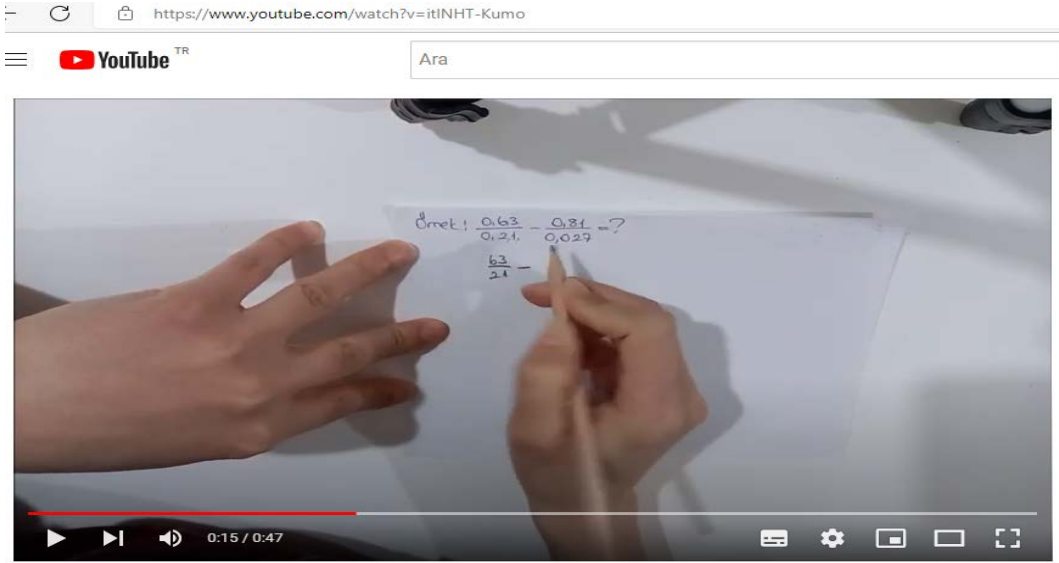 https://www.youtube.com/watch?v=itINHT-Kumo
YouTube TR
Ara
Örnek: 0,63/0,21 - 0,81/0,027 =?
63/21 -
0:15 / 0:47